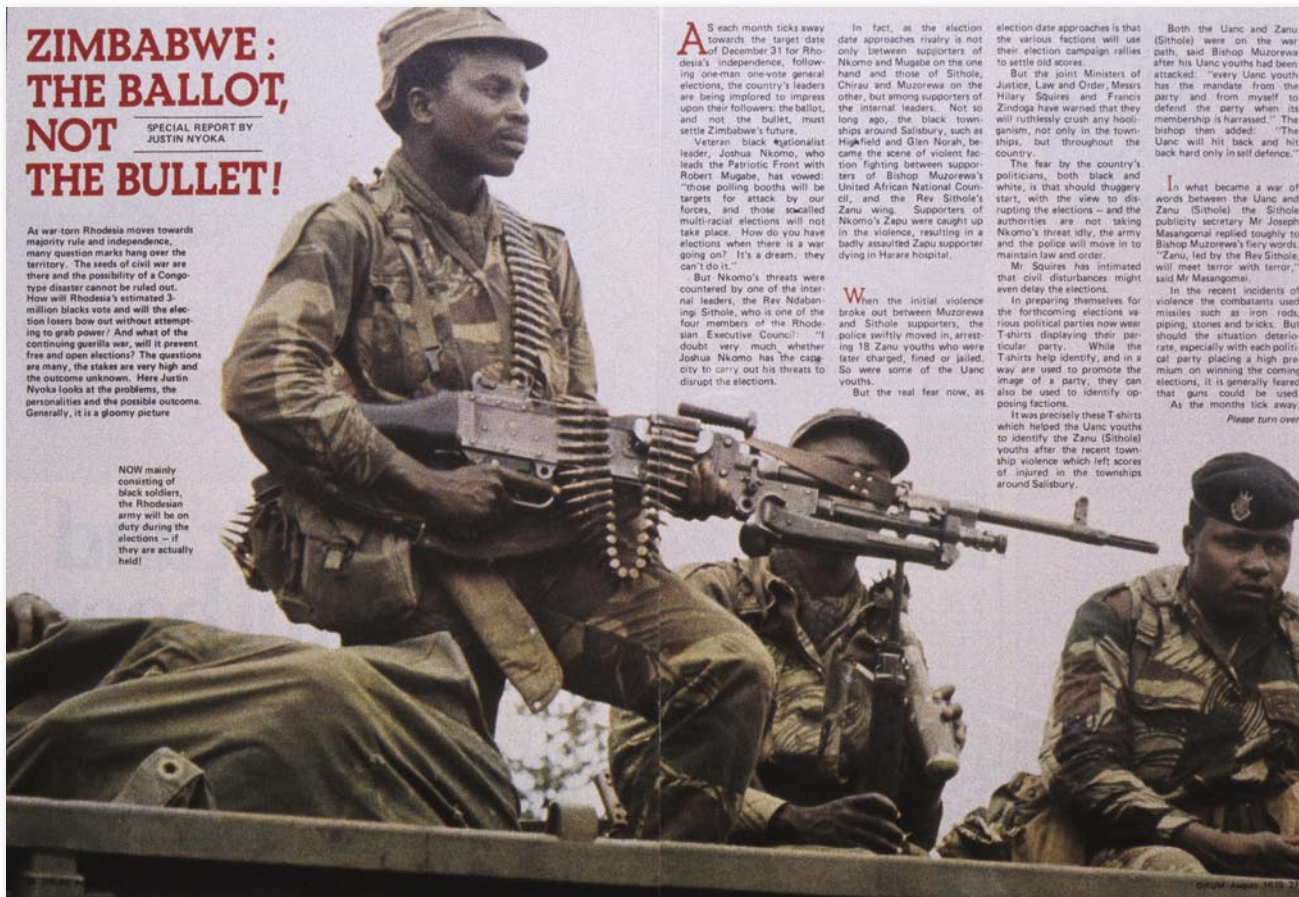 ZIMBABWE :
THE BALLOT,
NOT
THE BULLET!
SPECIAL REPORT BY
JUSTIN NYOKA
As war-torn Rhodesia moves towards
majority rule and independence,
many question marks hang over the
territory. The seeds of civil war are
there and the possibility of a Congo-
type disaster cannot be ruled out.
How will Rhodesia's estimated 3-
million blacks vote and will the elec-
tion losers bow out without attempt-
ing to grab power? And what of the
continuing guerilla war, will it prevent
free and open elections? The questions
are many, the stakes are very high and
the outcome unknown. Here Justin
Nyoka looks at the problems, the
personalities and the possible outcome.
Generally, it is a gloomy picture
NOW mainly
consisting of
black soldiers,
the Rhodesian
army will be on
duty during the
elections — if
they are actually
held!
AS each month ticks away
towards the target date
of December 31 for Rho-
desia's independence, follow-
ing one-man one-vote general
elections, the country's leaders
are being implored to impress
upon their followers: the ballot,
and not the bullet, must
settle Zimbabwe's future.
Veteran black nationalist
leader, Joshua Nkomo, who
leads the Patriotic Front with
Robert Mugabe, has vowed:
"those polling booths will be
targets for attack by our
forces, and those so-called
multi-racial elections will not
take place. How do you have
elections when there is a war
going on? It's a dream, they
can't do it."
But Nkomo's threats were
countered by one of the inter-
nal leaders, the Rev Ndaban-
ingi Sithole, who is one of the
four members of the Rhode-
sian Executive Council: "I
doubt very much whether
Joshua Nkomo has the capa-
city to carry out his threats to
disrupt the elections.
In fact, as the election
date approaches rivalry is not
only between supporters of
Nkomo and Mugabe on the one
hand and those of Sithole,
Chirau and Muzorewa on the
other, but among supporters of
the internal leaders. Not so
long ago, the black town-
ships around Salisbury, such as
Highfield and Glen Norah, be-
came the scene of violent fac-
tion fighting between suppor-
ters of Bishop Muzorewa's
United African National Coun-
cil, and the Rev Sithole's
Zanu wing. Supporters of
Nkomo's Zapu were caught up
in the violence, resulting in a
badly assaulted Zapu supporter
dying in Harare hospital.
When the initial violence
broke out between Muzorewa
and Sithole supporters, the
police swiftly moved in, arrest-
ing 18 Zanu youths who were
later charged, fined or jailed.
So were some of the Uanc
youths.
But the real fear now, as
election date approaches is that
the various factions will use
their election campaign rallies
to settle old scores.
But the joint Ministers of
Justice, Law and Order, Messrs
Hilary Squires and Francis
Zindoga have warned that they
will ruthlessly crush any hooli-
ganism, not only in the town-
ships, but throughout the
country.
The fear by the country's
politicians, both black and
white, is that should thuggery
start, with the view to dis-
rupting the elections — and the
authorities are not taking
Nkomo's threat idly, the army
and the police will move in to
maintain law and order.
Mr Squires has intimated
that civil disturbances might
even delay the elections.
In preparing themselves for
the forthcoming elections va-
rious political parties now wear
T-shirts displaying their par-
ticular party. While the
T-shirts help identify, and in a
way are used to promote the
image of a party, they can
also be used to identify op-
posing factions.
It was precisely these T-shirts
which helped the Uanc youths
to identify the Zanu (Sithole)
youths after the recent town-
ship violence which left scores
of injured in the townships
around Salisbury.
Both the Uanc and Zanu
(Sithole) were on the war
path, said Bishop Muzorewa
after his Uanc youths had been
attacked: "every Uanc youth
has the mandate from the
party and from myself to
defend the party when its
membership is harrassed." The
bishop then added: "The
Uanc will hit back and hit
back hard only in self defence."
In what became a war of
words between the Uanc and
Zanu (Sithole) the Sithole
publicity secretary Mr Joseph
Masangomai replied toughly to
Bishop Muzorewa's fiery words.
"Zanu, led by the Rev Sithole,
will meet terror with terror,"
said Mr Masangomai.
In the recent incidents of
violence the combatants used
missiles such as iron rods,
piping, stones and bricks. But
should the situation deterio-
rate, especially with each politi-
cal party placing a high pre-
mium on winning the coming
elections, it is generally feared
that guns could be used.
As the months tick away,
Please turn over
DRUM August